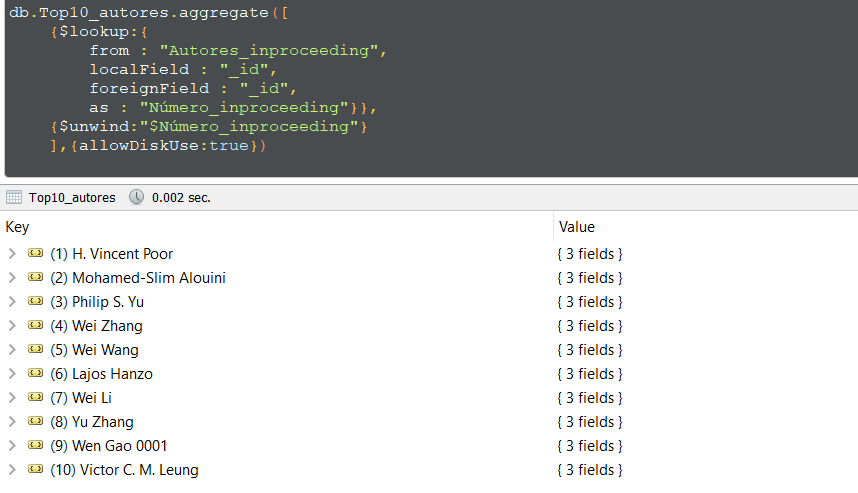 db.Top10_autores.aggregate([
    {$lookup:{
        from : "Autores_inproceeding",
        localField : "_id",
        foreignField : "_id",
        as : "Número_inproceeding"}},
    {$unwind:"$Número_inproceeding"}
    ],{allowDiskUse:true})
Top10_autores 0.002 sec.
Key Value
(1) H. Vincent Poor { 3 fields }
(2) Mohamed-Slim Alouini { 3 fields }
(3) Philip S. Yu { 3 fields }
(4) Wei Zhang { 3 fields }
(5) Wei Wang { 3 fields }
(6) Lajos Hanzo { 3 fields }
(7) Wei Li { 3 fields }
(8) Yu Zhang { 3 fields }
(9) Wen Gao 0001 { 3 fields }
(10) Victor C. M. Leung { 3 fields }